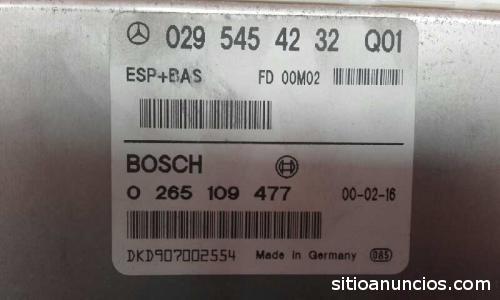 029 545 42 32 Q01
ESP+BAS FD 00M02
BOSCH
0 265 109 477 00-02-16
DKD907002554 Made in Germany 085
sitioanuncios.com